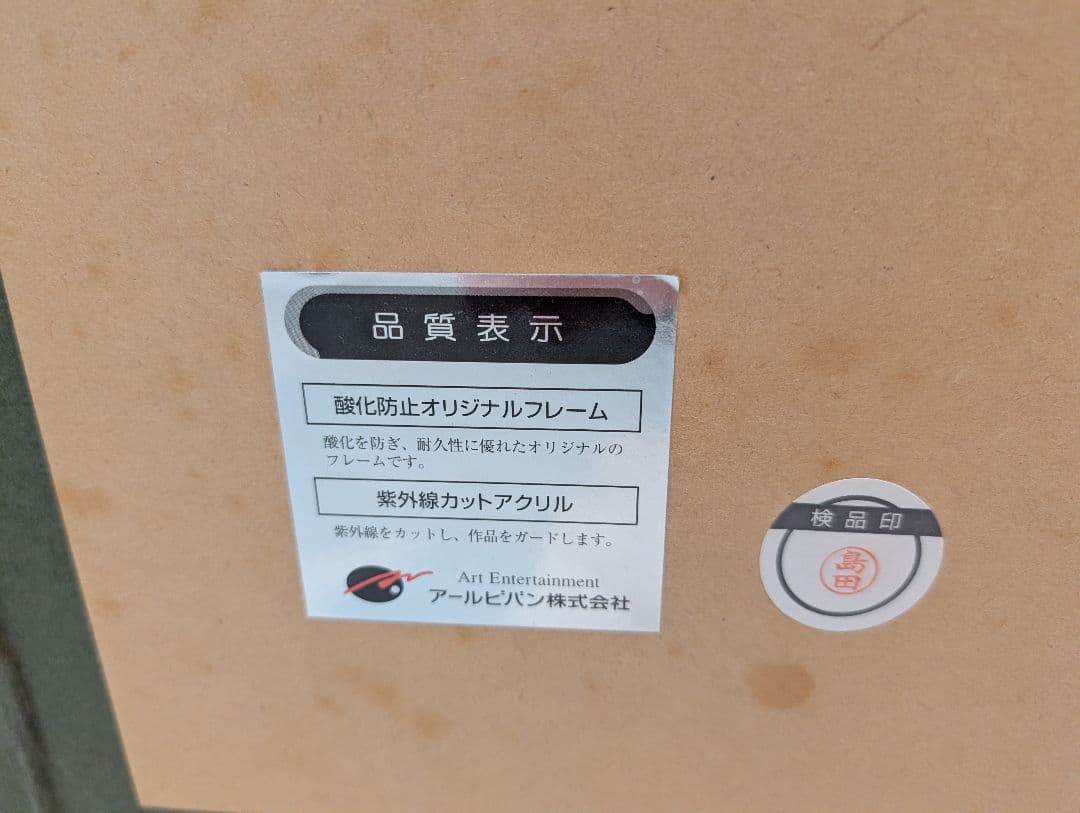 品質表示
酸化防止オリジナルフレーム
酸化を防ぎ、耐久性に優れたオリジナルの
フレームです。
紫外線カットアクリル
紫外線をカットし、作品をガードします。
Art Entertainment
アールビバン株式会社
検品印
島田